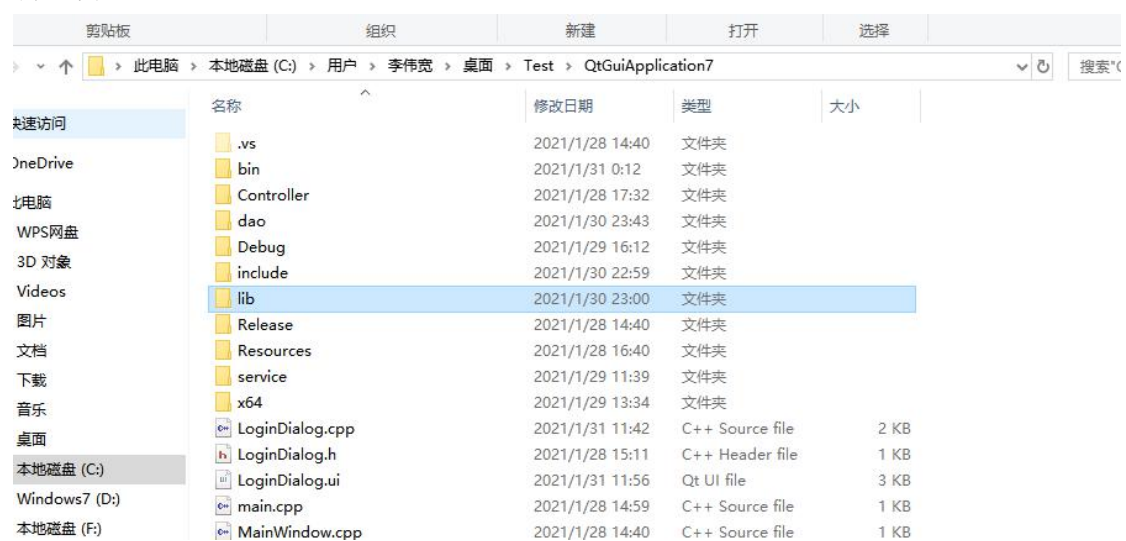 剪贴板 组织 新建 打开 选择
此电脑 本地磁盘 (C:) 用户 李伟宽 桌面 Test QtGuiApplication7
名称 修改日期 类型 大小
快速访问
OneDrive
此电脑
WPS网盘
3D 对象
Videos
图片
文档
下载
音乐
桌面
本地磁盘 (C:)
Windows7 (D:)
本地磁盘 (F:)
.vs 2021/1/28 14:40 文件夹
bin 2021/1/31 0:12 文件夹
Controller 2021/1/28 17:32 文件夹
dao 2021/1/30 23:43 文件夹
Debug 2021/1/29 16:12 文件夹
include 2021/1/30 22:59 文件夹
lib 2021/1/30 23:00 文件夹
Release 2021/1/28 14:40 文件夹
Resources 2021/1/28 16:40 文件夹
service 2021/1/29 11:39 文件夹
x64 2021/1/29 13:34 文件夹
LoginDialog.cpp 2021/1/31 11:42 C++ Source file 2 KB
LoginDialog.h 2021/1/28 15:11 C++ Header file 1 KB
LoginDialog.ui 2021/1/31 11:56 Qt UI file 3 KB
main.cpp 2021/1/28 14:59 C++ Source file 1 KB
MainWindow.cpp 2021/1/28 14:40 C++ Source file 1 KB